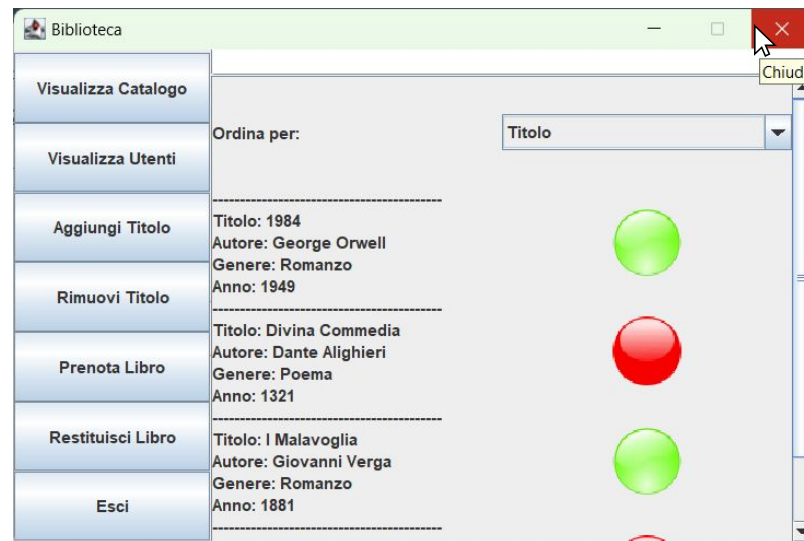 Biblioteca
Chiud
Visualizza Catalogo
Visualizza Utenti
Aggiungi Titolo
Rimuovi Titolo
Prenota Libro
Restituisci Libro
Esci
Ordina per:
Titolo
------------------------------------------
Titolo: 1984
Autore: George Orwell
Genere: Romanzo
Anno: 1949
------------------------------------------
Titolo: Divina Commedia
Autore: Dante Alighieri
Genere: Poema
Anno: 1321
------------------------------------------
Titolo: I Malavoglia
Autore: Giovanni Verga
Genere: Romanzo
Anno: 1881
------------------------------------------